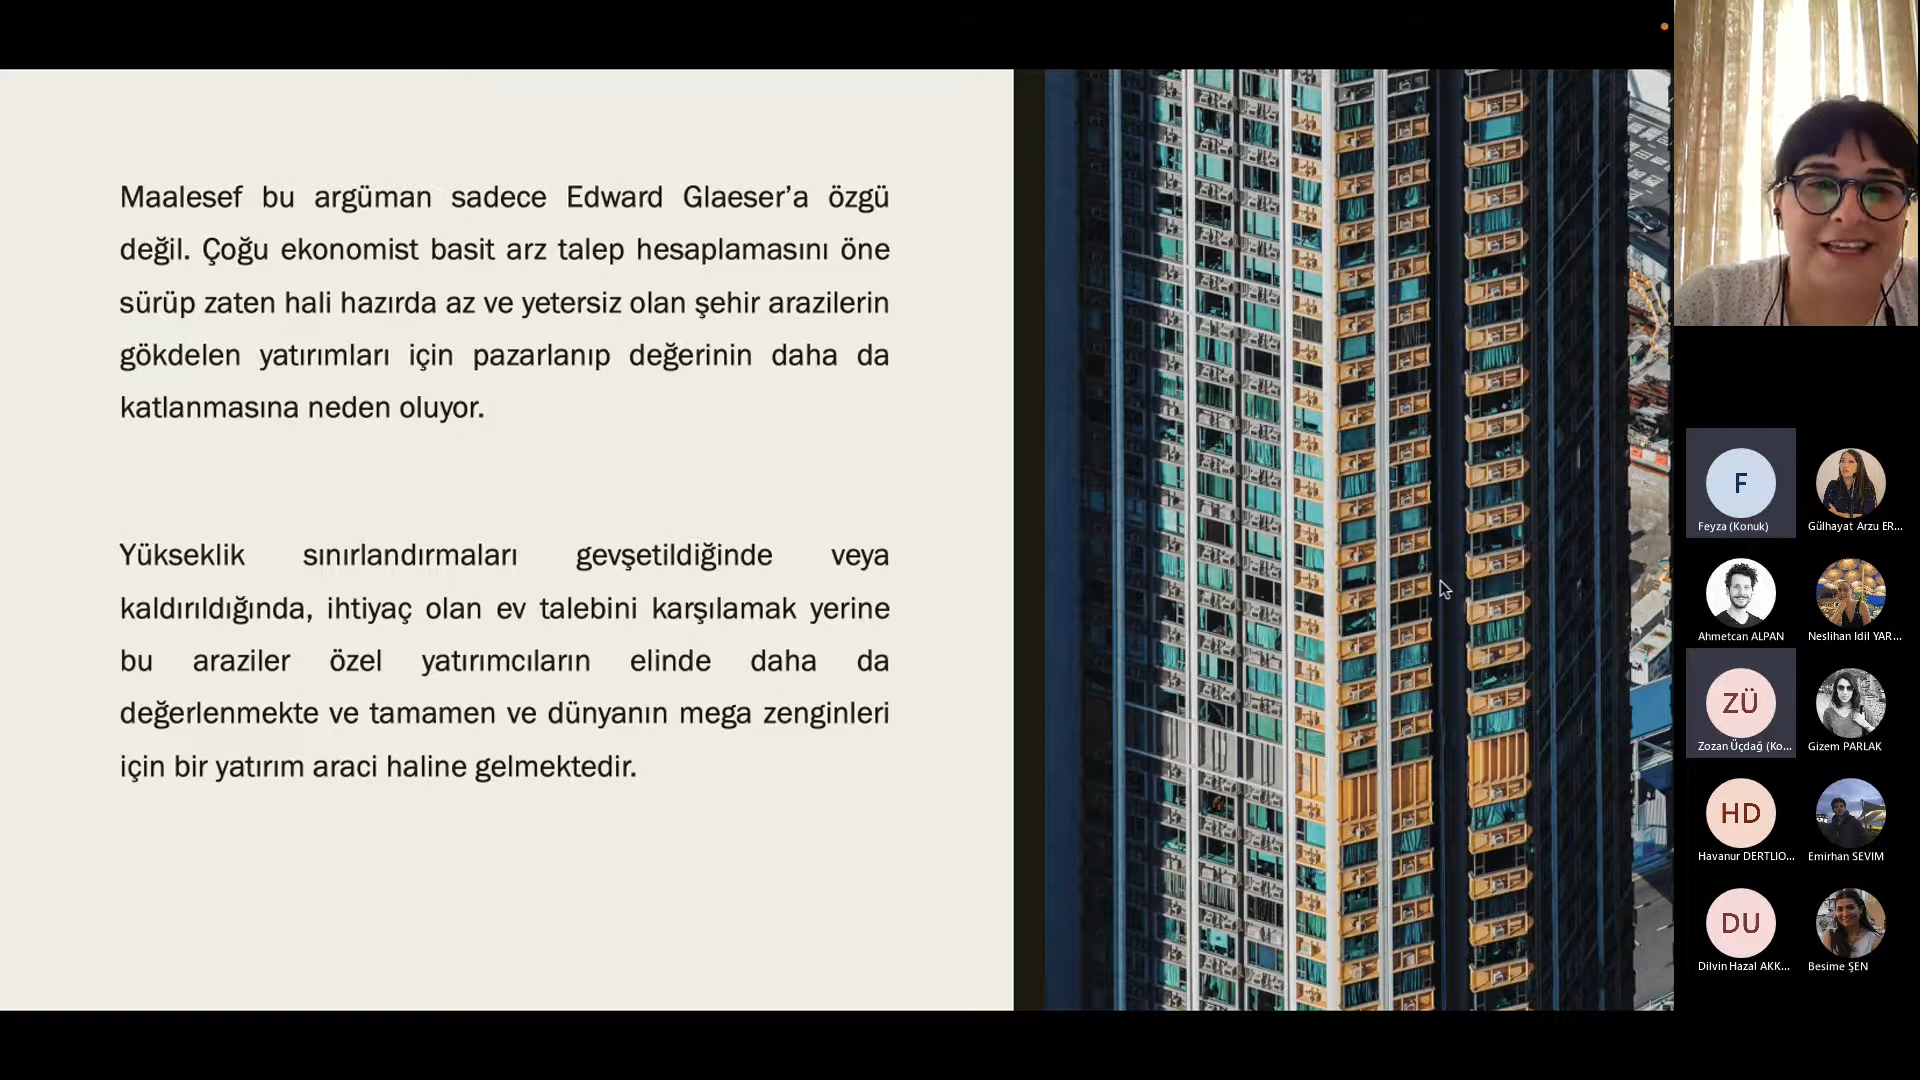 Maalesef bu argüman sadece Edward Glaeser’a özgü
değil. Çoğu ekonomist basit arz talep hesaplamasını öne
sürüp zaten hali hazırda az ve yetersiz olan şehir arazilerin
gökdelen yatırımları için pazarlanıp değerinin daha da
katlanmasına neden oluyor.
Yükseklik sınırlandırmaları gevşetildiğinde veya
kaldırıldığında, ihtiyaç olan ev talebini karşılamak yerine
bu araziler özel yatırımcıların elinde daha da
değerlenmekte ve tamamen ve dünyanın mega zenginleri
için bir yatırım araci haline gelmektedir.
F
Feyza (Konuk)
Gülhayat Arzu ER...
Ahmetcan ALPAN
Neslihan Idil YAR...
ZÜ
Zozan Üçdağ (Ko...
Gizem PARLAK
HD
Havanur DERTLIO...
Emirhan SEVIM
DU
Dilvin Hazal AKK...
Besime ŞEN